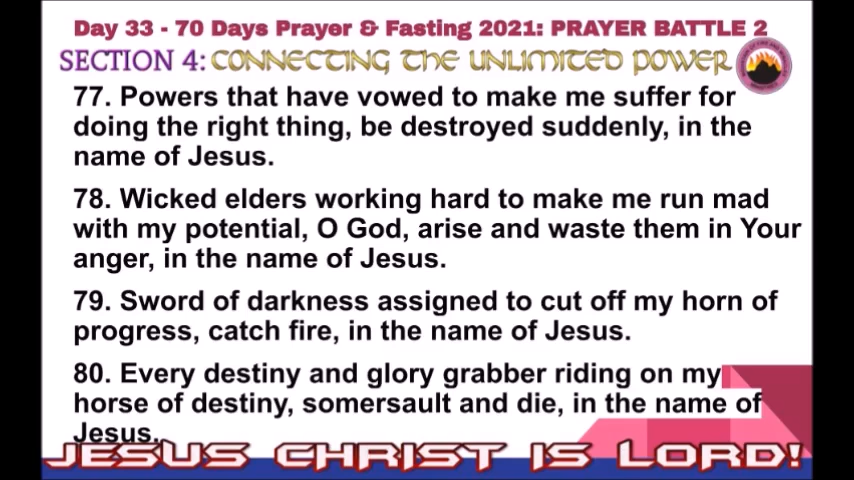 Day 33 - 70 Days Prayer & Fasting 2021: PRAYER BATTLE 2
SECTION 4: CONNECTING THE UNLIMITED POWER
77. Powers that have vowed to make me suffer for
doing the right thing, be destroyed suddenly, in the
name of Jesus.
78. Wicked elders working hard to make me run mad
with my potential, O God, arise and waste them in Your
anger, in the name of Jesus.
79. Sword of darkness assigned to cut off my horn of
progress, catch fire, in the name of Jesus.
80. Every destiny and glory grabber riding on my
horse of destiny, somersault and die, in the name of
Jesus.
JESUS CHRIST IS LORD!